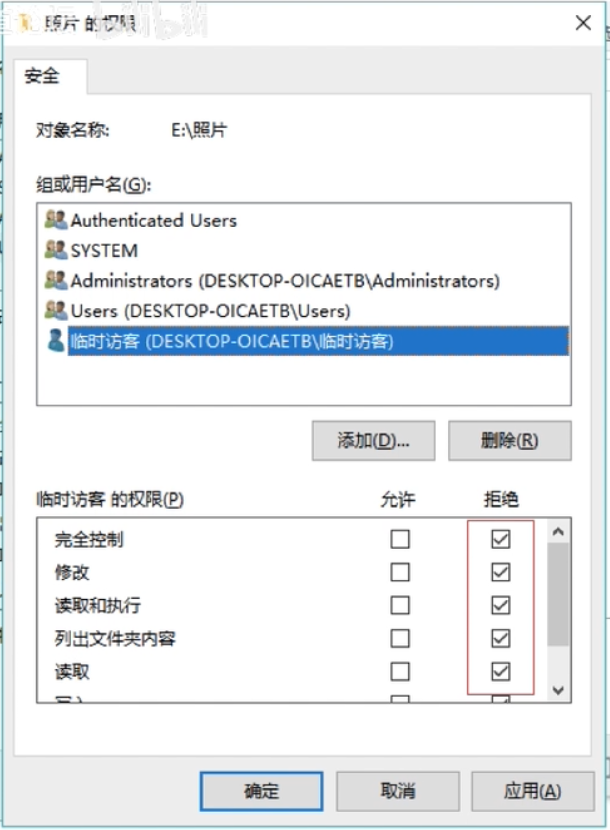 照片 的权限
安全
对象名称: E:\照片
组或用户名(G):
Authenticated Users
SYSTEM
Administrators (DESKTOP-OICAETB\Administrators)
Users (DESKTOP-OICAETB\Users)
临时访客 (DESKTOP-OICAETB\临时访客)
添加(D)... 删除(R)
临时访客 的权限(P) 允许 拒绝
完全控制
修改
读取和执行
列出文件夹内容
读取
确定 取消 应用(A)